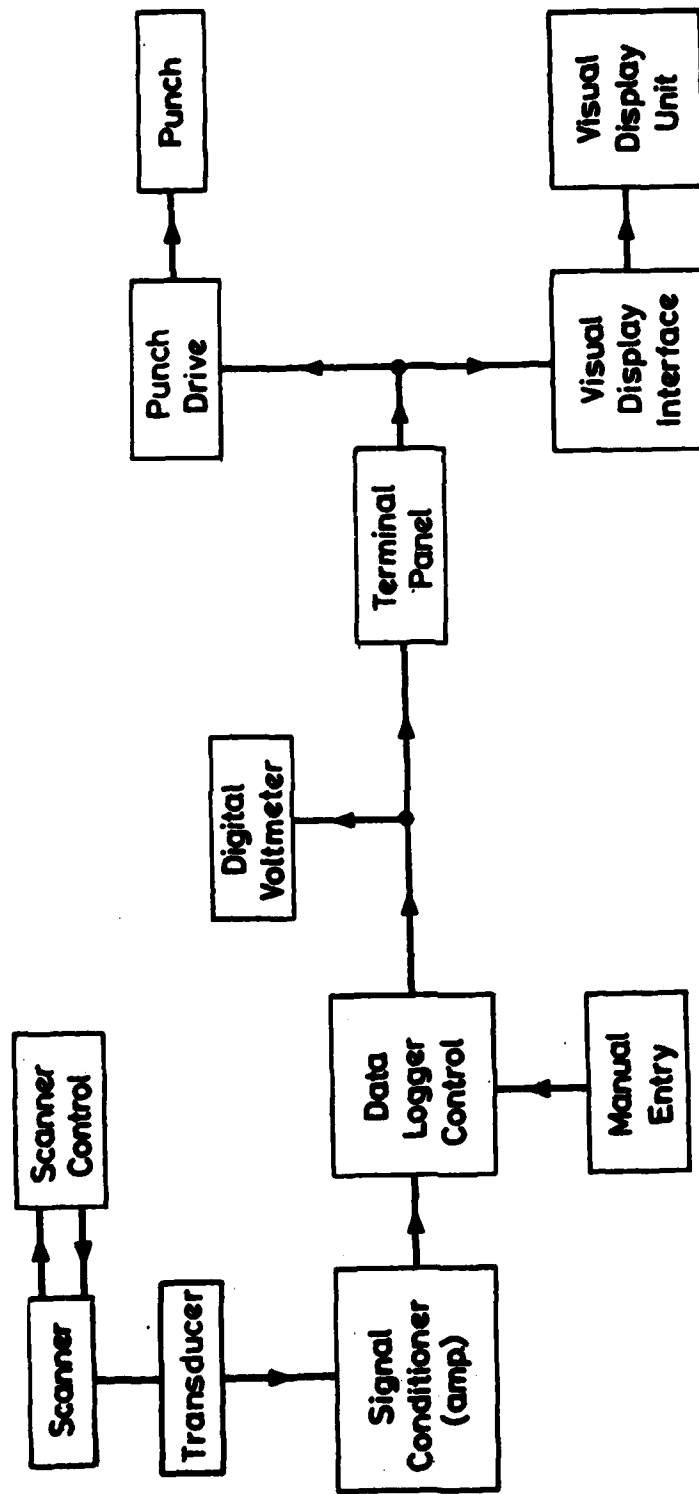 Scanner
Scanner
Control
Transducer
Signal
Conditioner
(amp.)
Data
Logger
Control
Manual
Entry
Digital
Voltmeter
Terminal
Panel
Punch
Drive
Punch
Visual
Display
Interface
Visual
Display
Unit